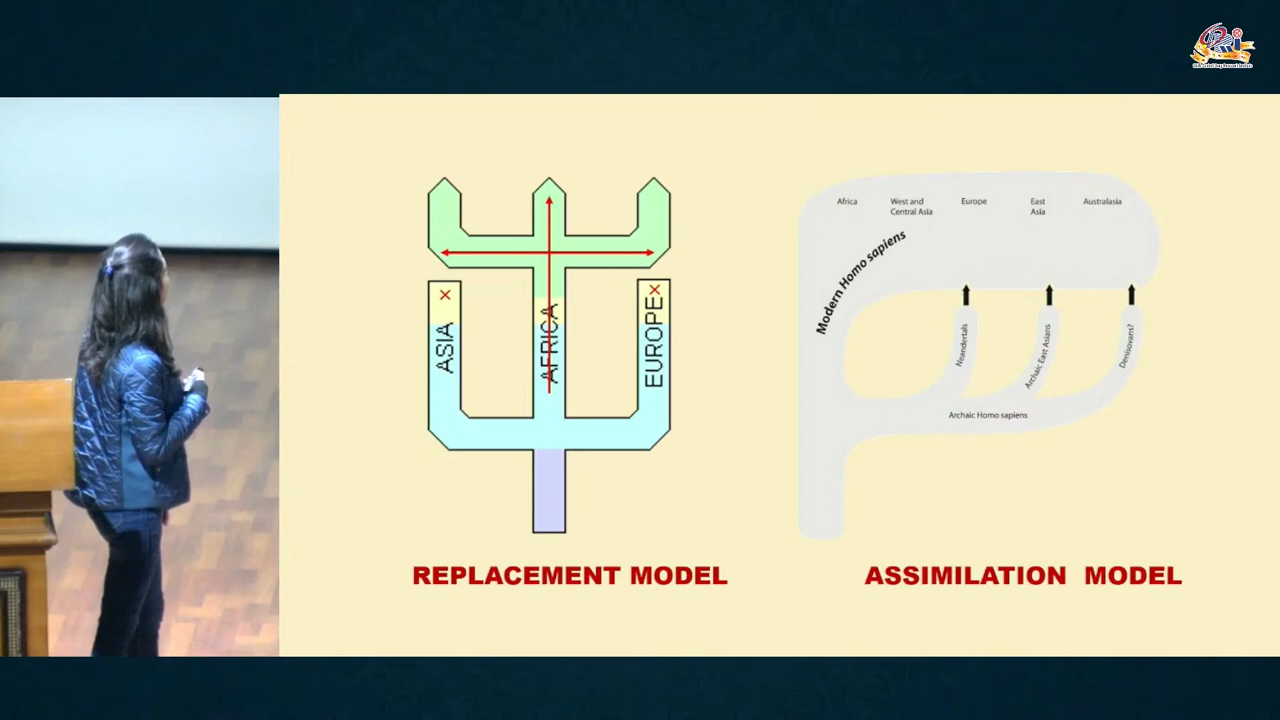 Africa
West and
Central Asia
Europe
East
Asia
Australasia
Modern Homo sapiens
ASIA
AFRICA
EUROPE
Neandertals
Archaic East Asians
Denisovans?
Archaic Homo sapiens
REPLACEMENT MODEL
ASSIMILATION MODEL